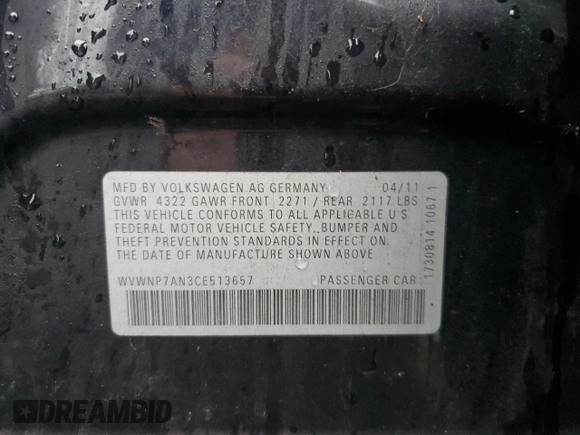 MFD BY VOLKSWAGEN AG GERMANY 04/11
GVWR 4322 GAWR FRONT 2271 / REAR 2117 LBS
THIS VEHICLE CONFORMS TO ALL APPLICABLE U S
FEDERAL MOTOR VEHICLE SAFETY., BUMPER AND
THEFT PREVENTION STANDARDS IN EFFECT ON
THE DATE OF MANUFACTURE SHOWN ABOVE
WVWNP7AN3CE513657 PASSENGER CAR
1730814 1067 1
DREAMBID